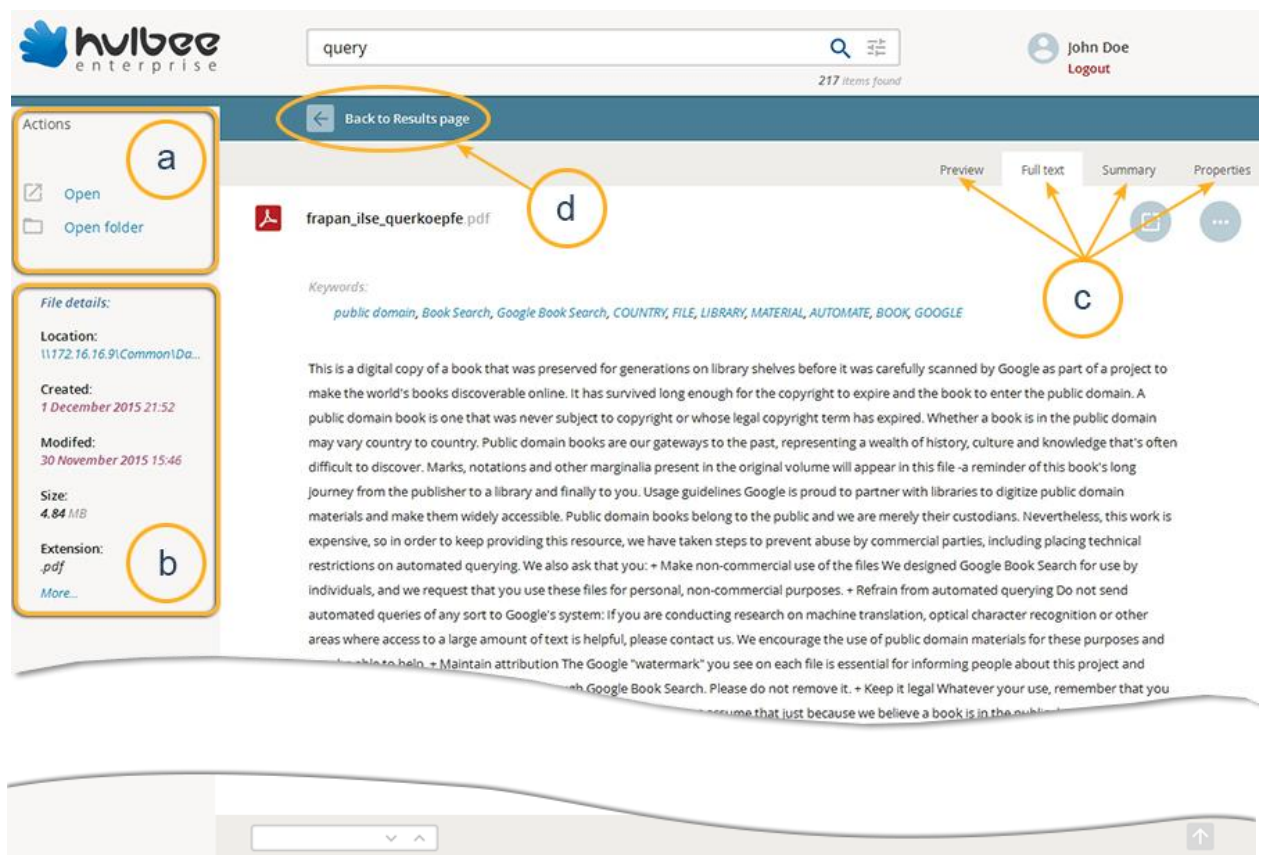 hulbee
enterprise
query
217 items found
John Doe
Logout
Back to Results page
Actions
a
Open
Open folder
d
Preview Full text Summary Properties
frapan_ilse_querkoepfe.pdf
c
Keywords:
public domain, Book Search, Google Book Search, COUNTRY, FILE, LIBRARY, MATERIAL, AUTOMATE, BOOK, GOOGLE
File details:
Location:
\\172.16.16.9\Common\Da...
Created:
1 December 2015 21:52
Modifed:
30 November 2015 15:46
Size:
4.84 MB
Extension:
.pdf
More...
b
This is a digital copy of a book that was preserved for generations on library shelves before it was carefully scanned by Google as part of a project to
make the world's books discoverable online. It has survived long enough for the copyright to expire and the book to enter the public domain. A
public domain book is one that was never subject to copyright or whose legal copyright term has expired. Whether a book is in the public domain
may vary country to country. Public domain books are our gateways to the past, representing a wealth of history, culture and knowledge that's often
difficult to discover. Marks, notations and other marginalia present in the original volume will appear in this file -a reminder of this book's long
journey from the publisher to a library and finally to you. Usage guidelines Google is proud to partner with libraries to digitize public domain
materials and make them widely accessible. Public domain books belong to the public and we are merely their custodians. Nevertheless, this work is
expensive, so in order to keep providing this resource, we have taken steps to prevent abuse by commercial parties, including placing technical
restrictions on automated querying. We also ask that you: + Make non-commercial use of the files We designed Google Book Search for use by
individuals, and we request that you use these files for personal, non-commercial purposes. + Refrain from automated querying Do not send
automated queries of any sort to Google's system: If you are conducting research on machine translation, optical character recognition or other
areas where access to a large amount of text is helpful, please contact us. We encourage the use of public domain materials for these purposes and
able to help. + Maintain attribution The Google "watermark" you see on each file is essential for informing people about this project and
Google Book Search. Please do not remove it. + Keep it legal Whatever your use, remember that you
assume that just because we believe a book is in the